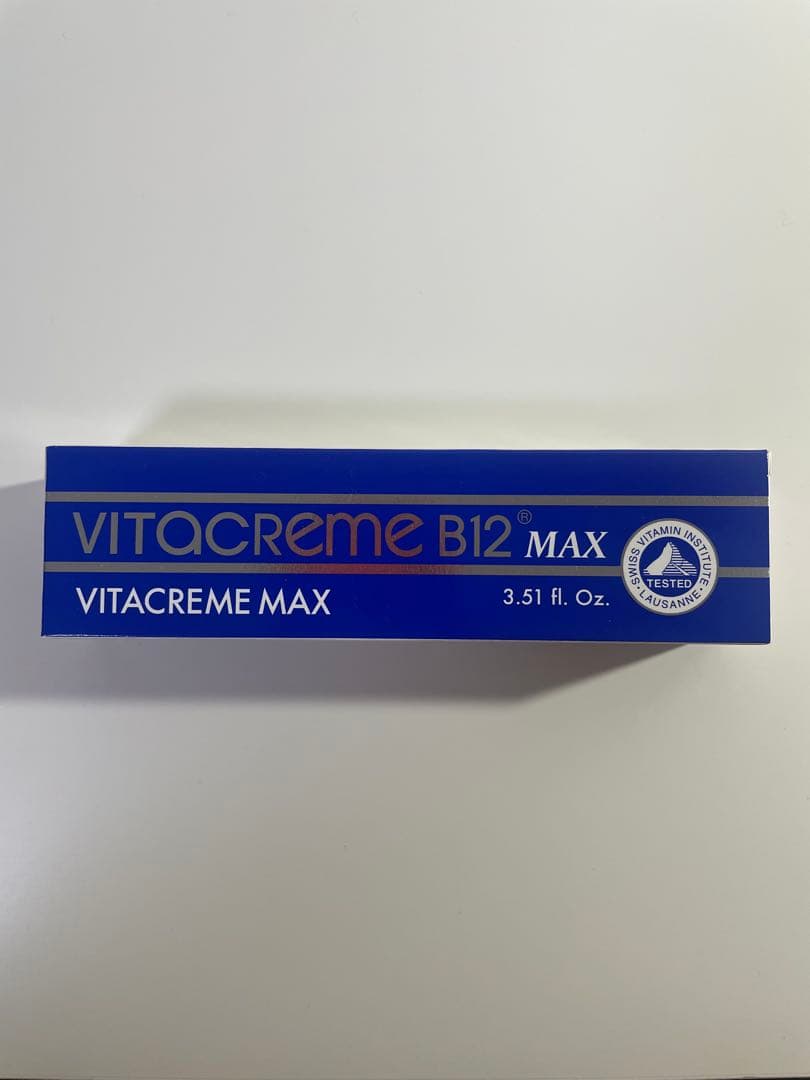 VITACREME B12® MAX
VITACREME MAX
3.51 fl. Oz.
SWISS VITAMIN INSTITUTE
TESTED
LAUSANNE